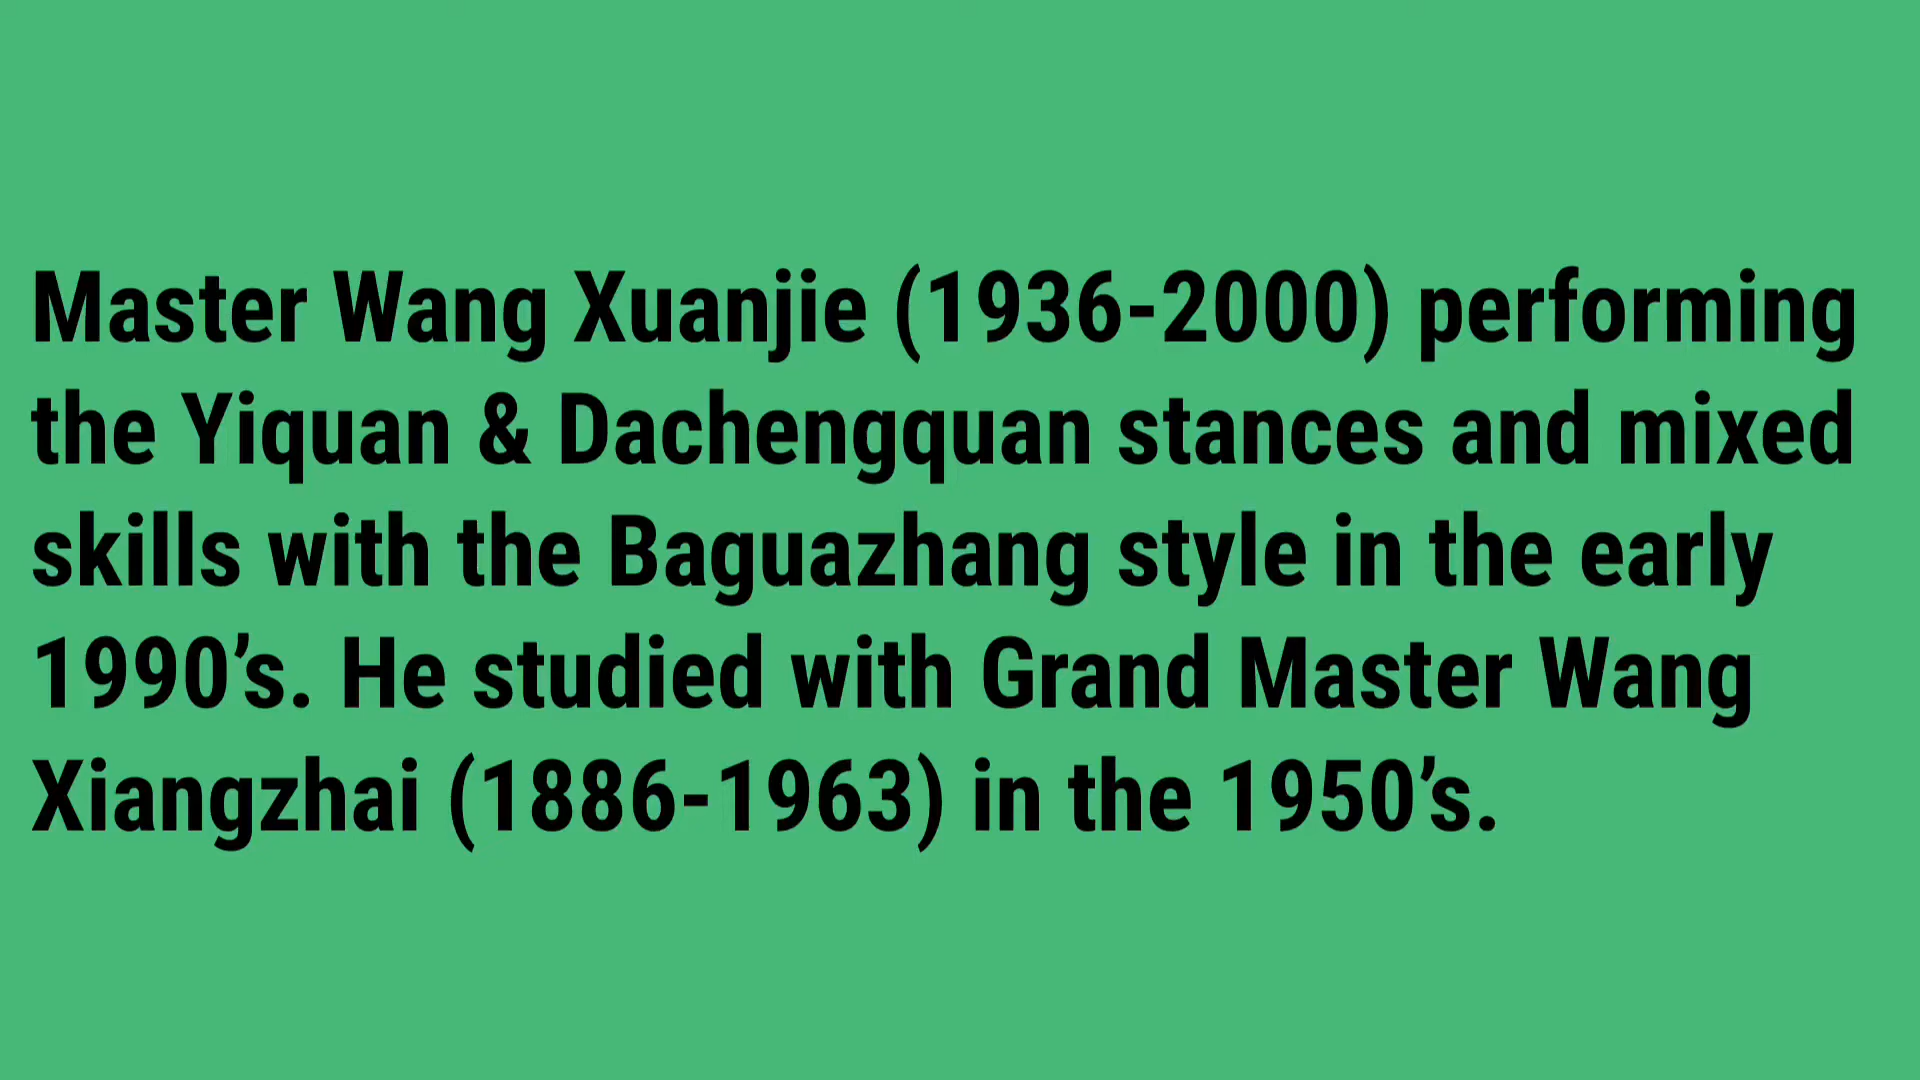 Master Wang Xuanjie (1936-2000) performing
the Yiquan & Dachengquan stances and mixed
skills with the Baguazhang style in the early
1990’s. He studied with Grand Master Wang
Xiangzhai (1886-1963) in the 1950’s.